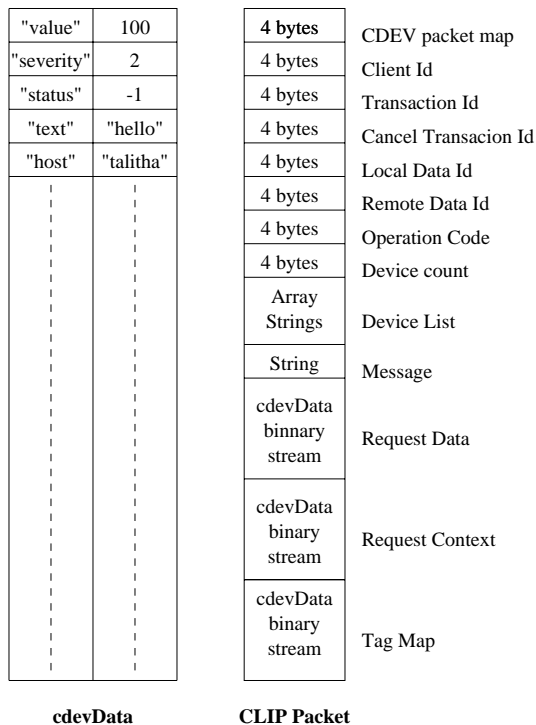 "value" 100
"severity" 2
"status" -1
"text" "hello"
"host" "talitha"
cdevData
4 bytes CDEV packet map
4 bytes Client Id
4 bytes Transaction Id
4 bytes Cancel Transacion Id
4 bytes Local Data Id
4 bytes Remote Data Id
4 bytes Operation Code
4 bytes Device count
Array
Strings Device List
String Message
cdevData
binnary Request Data
stream
cdevData
binary Request Context
stream
cdevData
binary Tag Map
stream
CLIP Packet